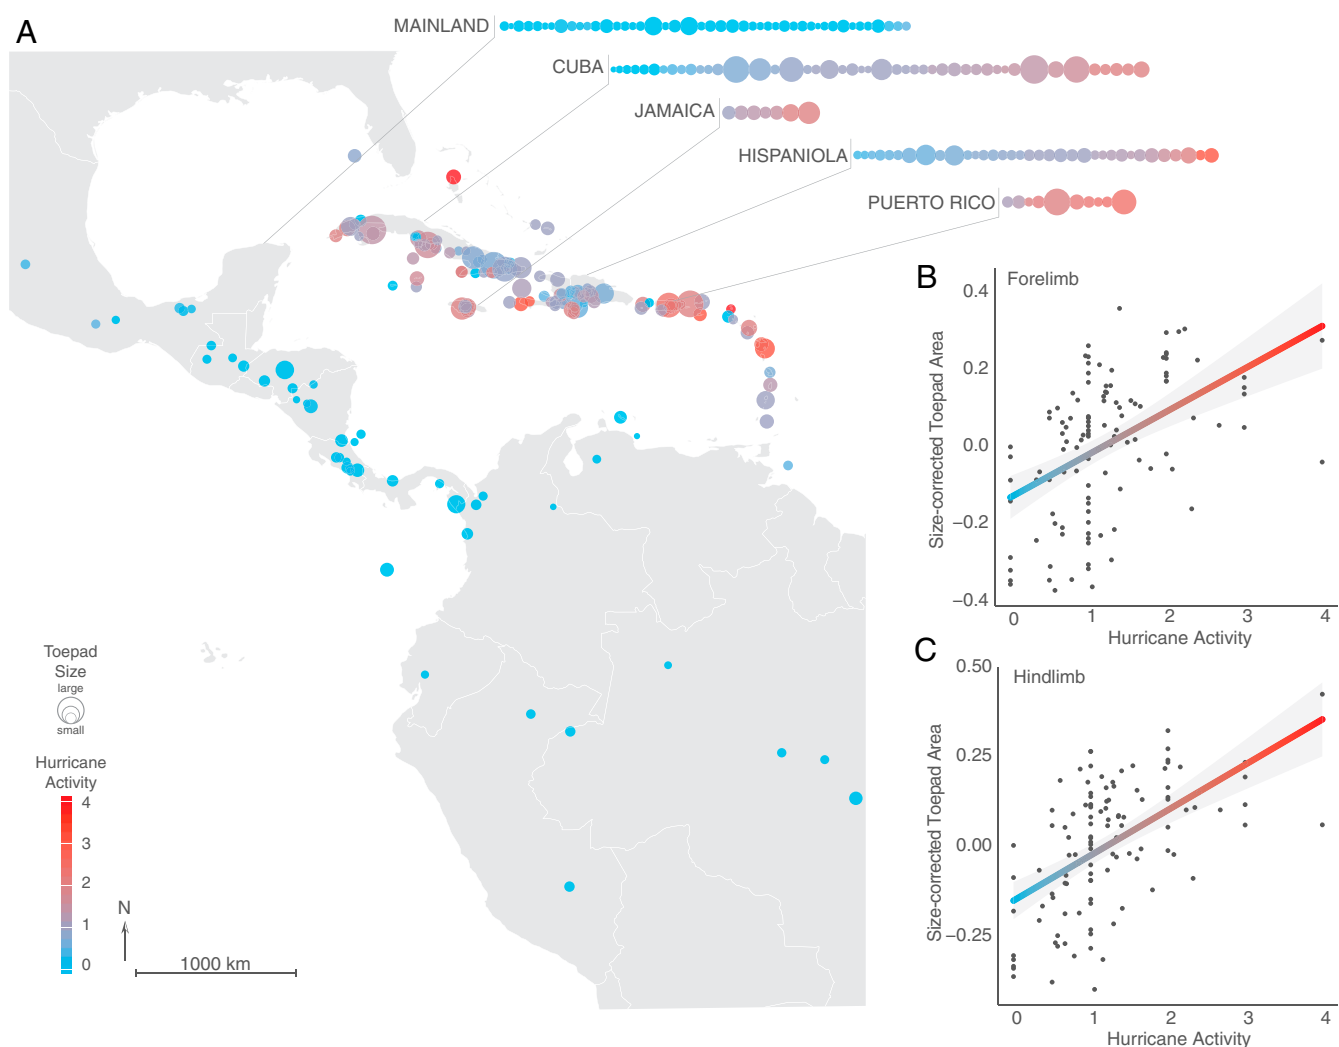 A
MAINLAND
CUBA
JAMAICA
HISPANIOLA
PUERTO RICO
Toepad
Size
large
small
Hurricane
Activity
4
3
2
1
0
N
1000 km
B
Forelimb
Size-corrected Toepad Area
0.4
0.2
0.0
−0.2
−0.4
0 1 2 3 4
Hurricane Activity
C
Hindlimb
Size-corrected Toepad Area
0.50
0.25
0.00
−0.25
0 1 2 3 4
Hurricane Activity